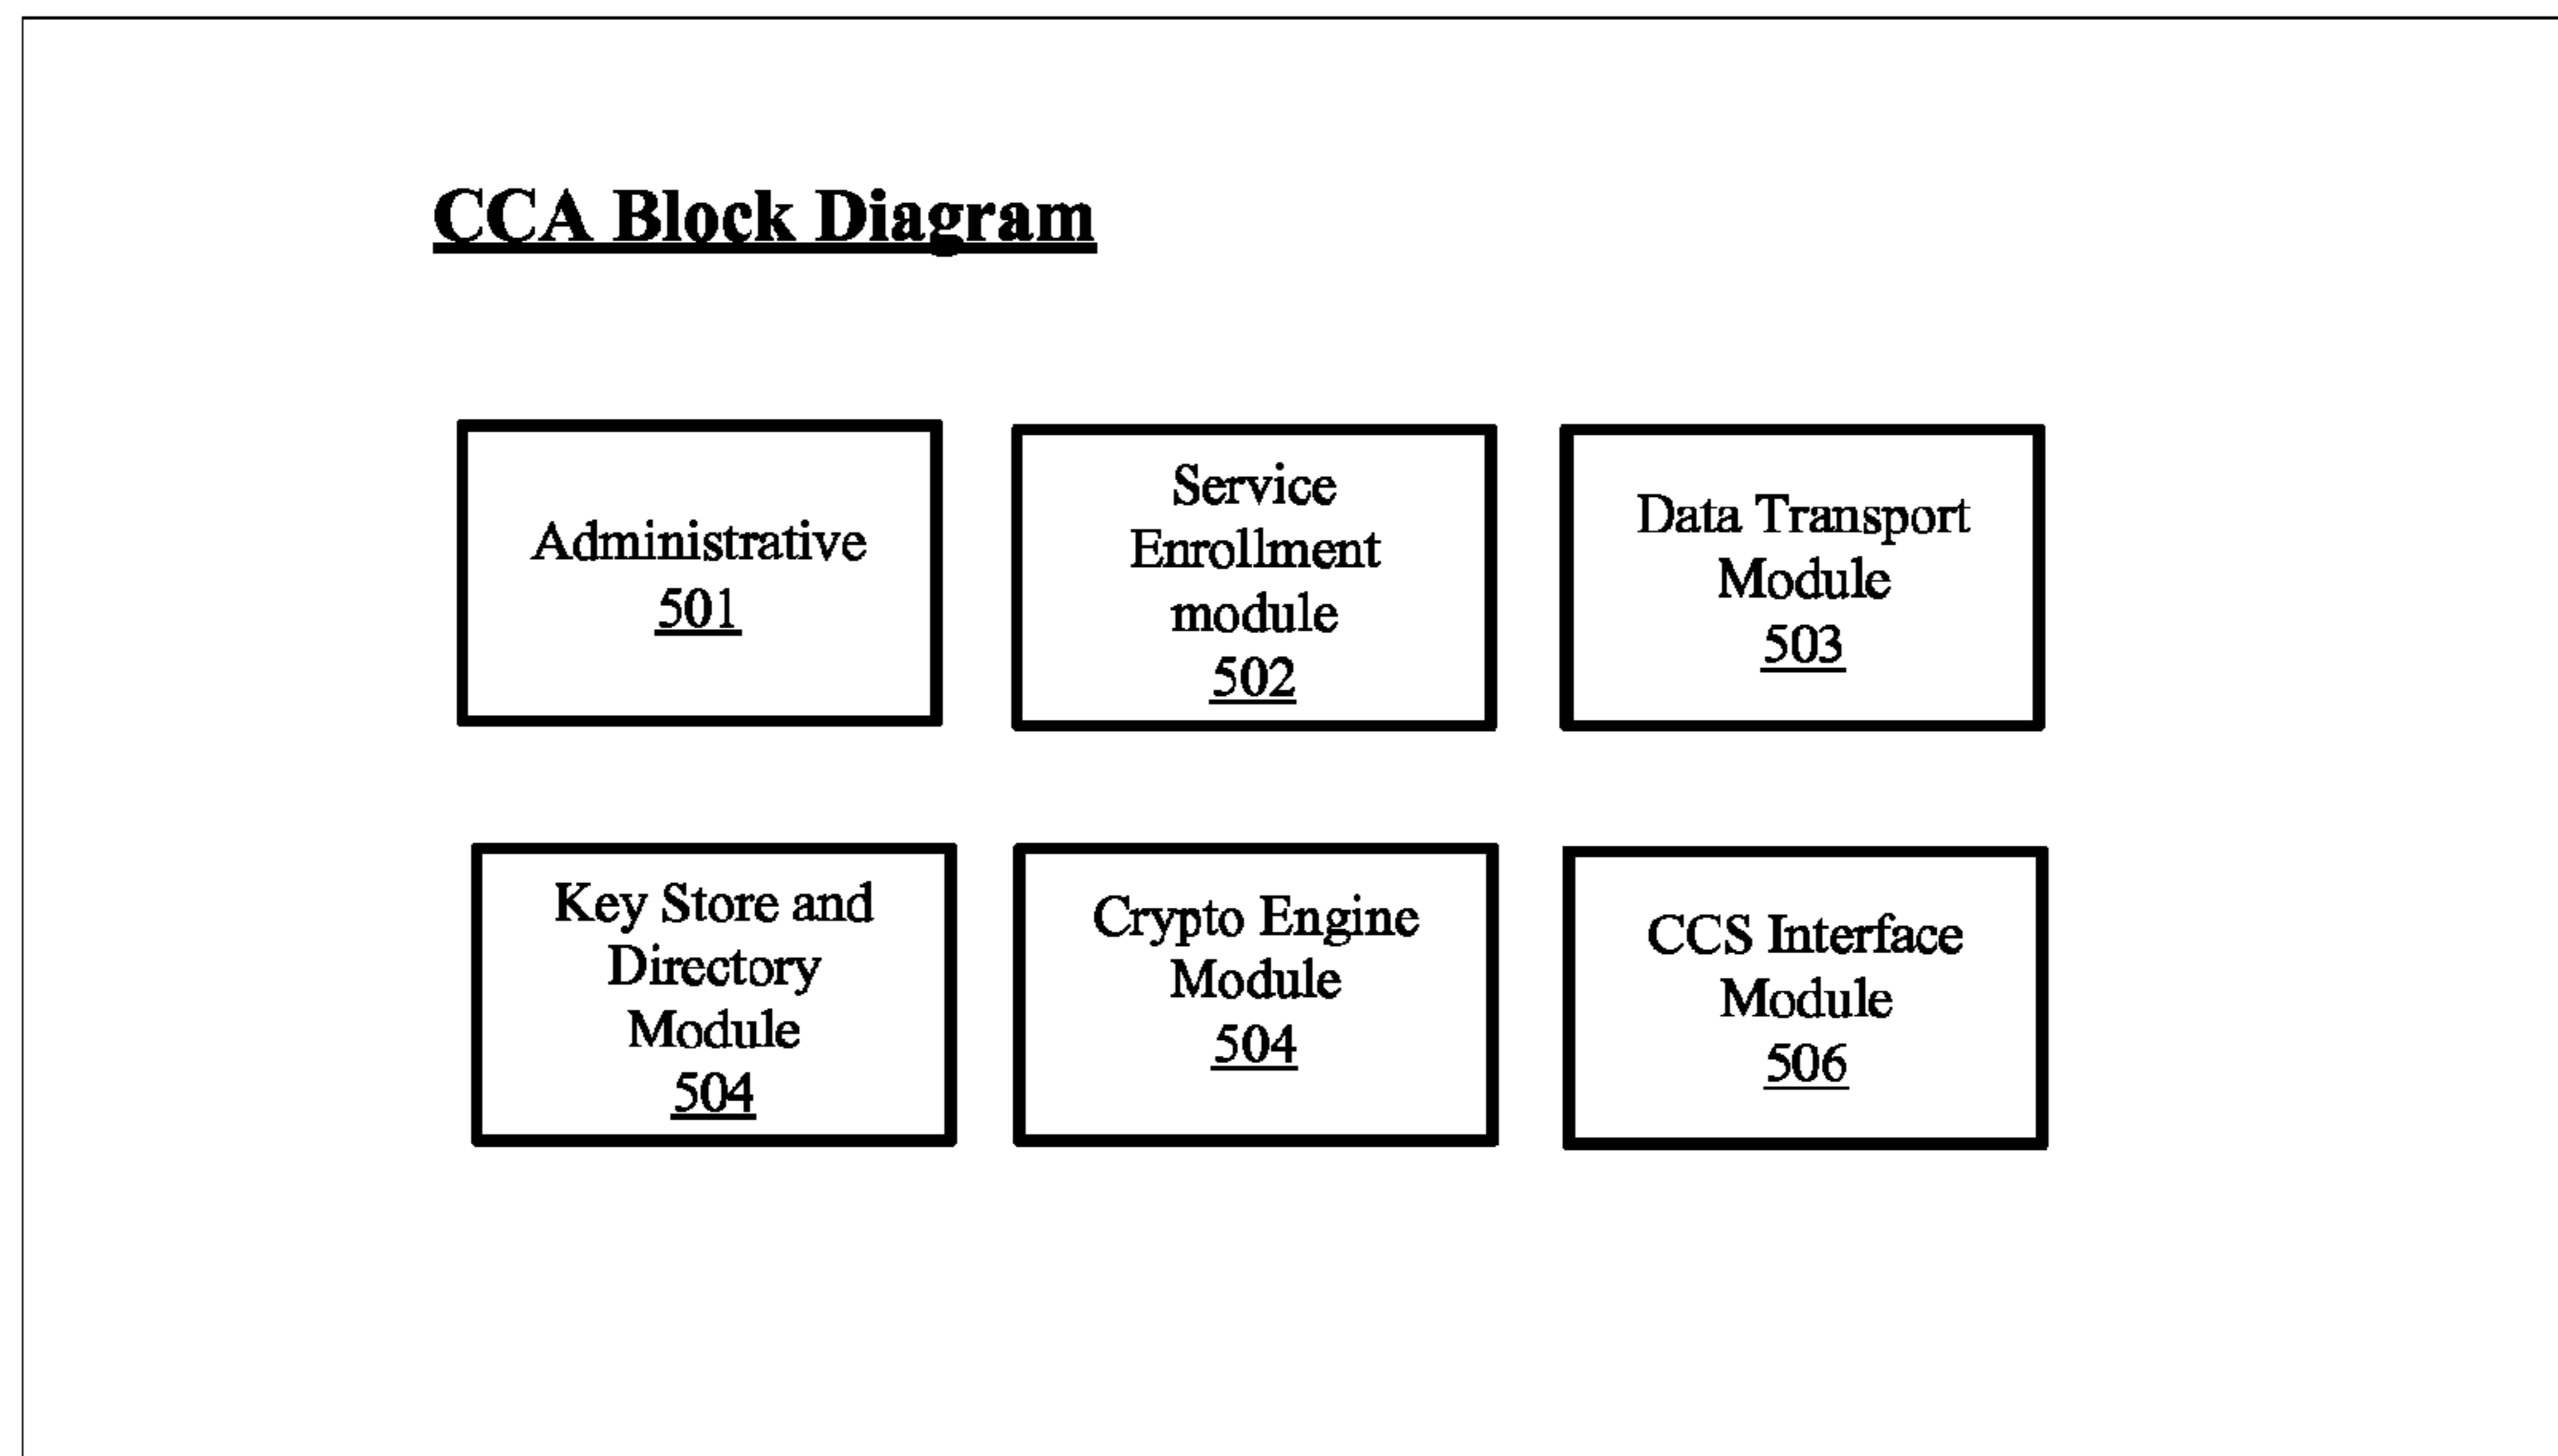 CCA Block Diagram
Administrative
501
Service
Enrollment
module
502
Data Transport
Module
503
Key Store and
Directory
Module
504
Crypto Engine
Module
504
CCS Interface
Module
506